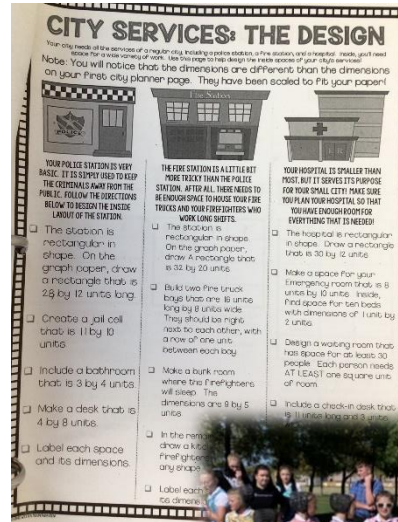 CITY SERVICES: THE DESIGN
Your city needs all the services of a regular city, including a police station, a fire station, and a hospital. Inside, you'll need
space for a wide variety of work. Use this page to help design the inside spaces of your city's services!
Note: You will notice that the dimensions are different than the dimensions
on your first city planner page. They have been scaled to fit your paper!
POLICE
YOUR POLICE STATION IS VERY
BASIC. IT IS SIMPLY USED TO KEEP
THE CRIMINALS AWAY FROM THE
PUBLIC. FOLLOW THE DIRECTIONS
BELOW TO DESIGN THE INSIDE
LAYOUT OF THE STATION.
The station is
rectangular in
shape. On the
graph paper, draw
a rectangle that is
28 by 12 units long.
Create a jail cell
that is 11 by 10
units.
Include a bathroom
that is 3 by 4 units.
Make a desk that is
4 by 8 units.
Label each space
and its dimensions.
Fire Station
THE FIRE STATION IS A LITTLE BIT
MORE TRICKY THAN THE POLICE
STATION. AFTER ALL, THERE NEEDS TO
BE ENOUGH SPACE TO HOUSE YOUR FIRE
TRUCKS AND YOUR FIREFIGHTERS WHO
WORK LONG SHIFTS.
The station is
rectangular in shape.
On the graph paper,
draw A rectangle that
is 32 by 20 units
Build two fire truck
bays that are 16 units
long by 8 units wide.
They should be right
next to each other, with
a row of one unit
between each bay
Make a bunk room
where the firefighters
will sleep. The
dimensions are 9 by 5
units
In the
draw a
firefighter
any shape
Label each
its
YOUR HOSPITAL IS SMALLER THAN
MOST, BUT IT SERVES ITS PURPOSE
FOR YOUR SMALL CITY! MAKE SURE
YOU PLAN YOUR HOSPITAL SO THAT
YOU HAVE ENOUGH ROOM FOR
EVERYTHING THAT IS NEEDED!
The hospital is rectangular
in shape. Draw a rectangle
that is 30 by 12 units
Make a space for your
Emergency room that is 8
units by 10 units. Inside,
find space for ten beds
with dimensions of 1 unit by
2 units.
Design a waiting room that
has space for at least 30
people. Each person needs
AT LEAST one square unit
of room
Include a check-in desk that
is 11 units long and 3